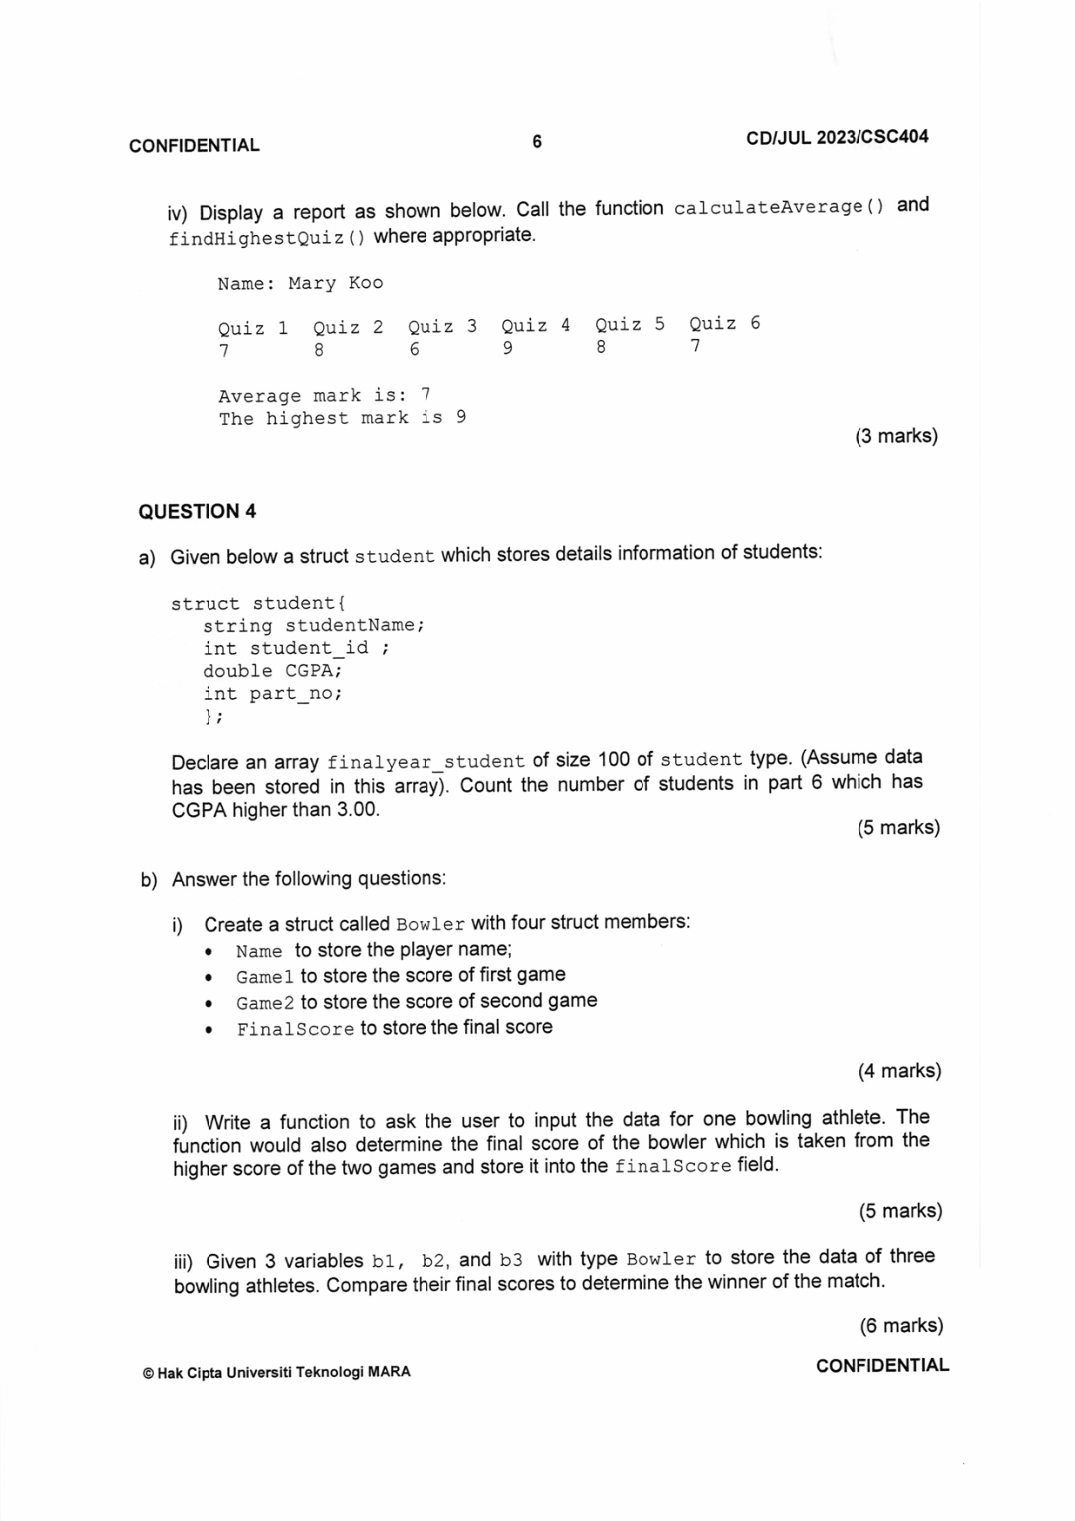 CONFIDENTIAL 6 CD/JUL 2023/CSC404
iv) Display a report as shown below. Call the function calculateAverage() and
findHighestQuiz() where appropriate.
Name: Mary Koo
Quiz 1 Quiz 2 Quiz 3 Quiz 4 Quiz 5 Quiz 6
7 8 6 9 8 7
Average mark is: 7
The highest mark is 9
(3 marks)
QUESTION 4
a) Given below a struct student which stores details information of students:
struct student{
string studentName;
int student_id ;
double CGPA;
int part_no;
};
Declare an array finalyear_student of size 100 of student type. (Assume data
has been stored in this array). Count the number of students in part 6 which has
CGPA higher than 3.00.
(5 marks)
b) Answer the following questions:
i) Create a struct called Bowler with four struct members:
• Name to store the player name;
• Game1 to store the score of first game
• Game2 to store the score of second game
• FinalScore to store the final score
(4 marks)
ii) Write a function to ask the user to input the data for one bowling athlete. The
function would also determine the final score of the bowler which is taken from the
higher score of the two games and store it into the finalScore field.
(5 marks)
iii) Given 3 variables b1, b2, and b3 with type Bowler to store the data of three
bowling athletes. Compare their final scores to determine the winner of the match.
(6 marks)
© Hak Cipta Universiti Teknologi MARA CONFIDENTIAL